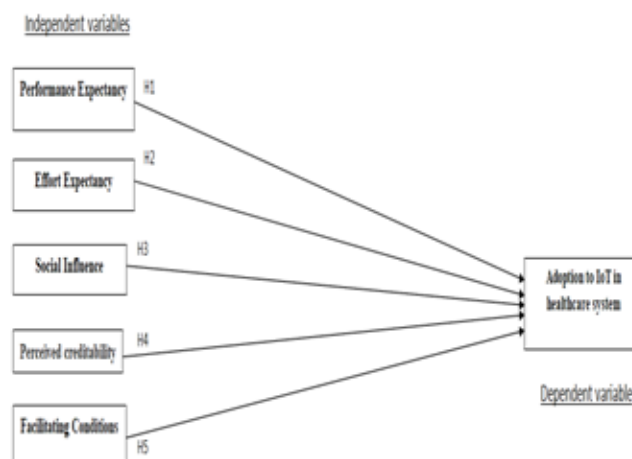 Independent variables
Performance Expectancy
H1
Effort Expectancy
H2
Social Influence
H3
Perceived creditability
H4
Facilitating Conditions
H5
Adoption to IoT in
healthcare system
Dependent variable